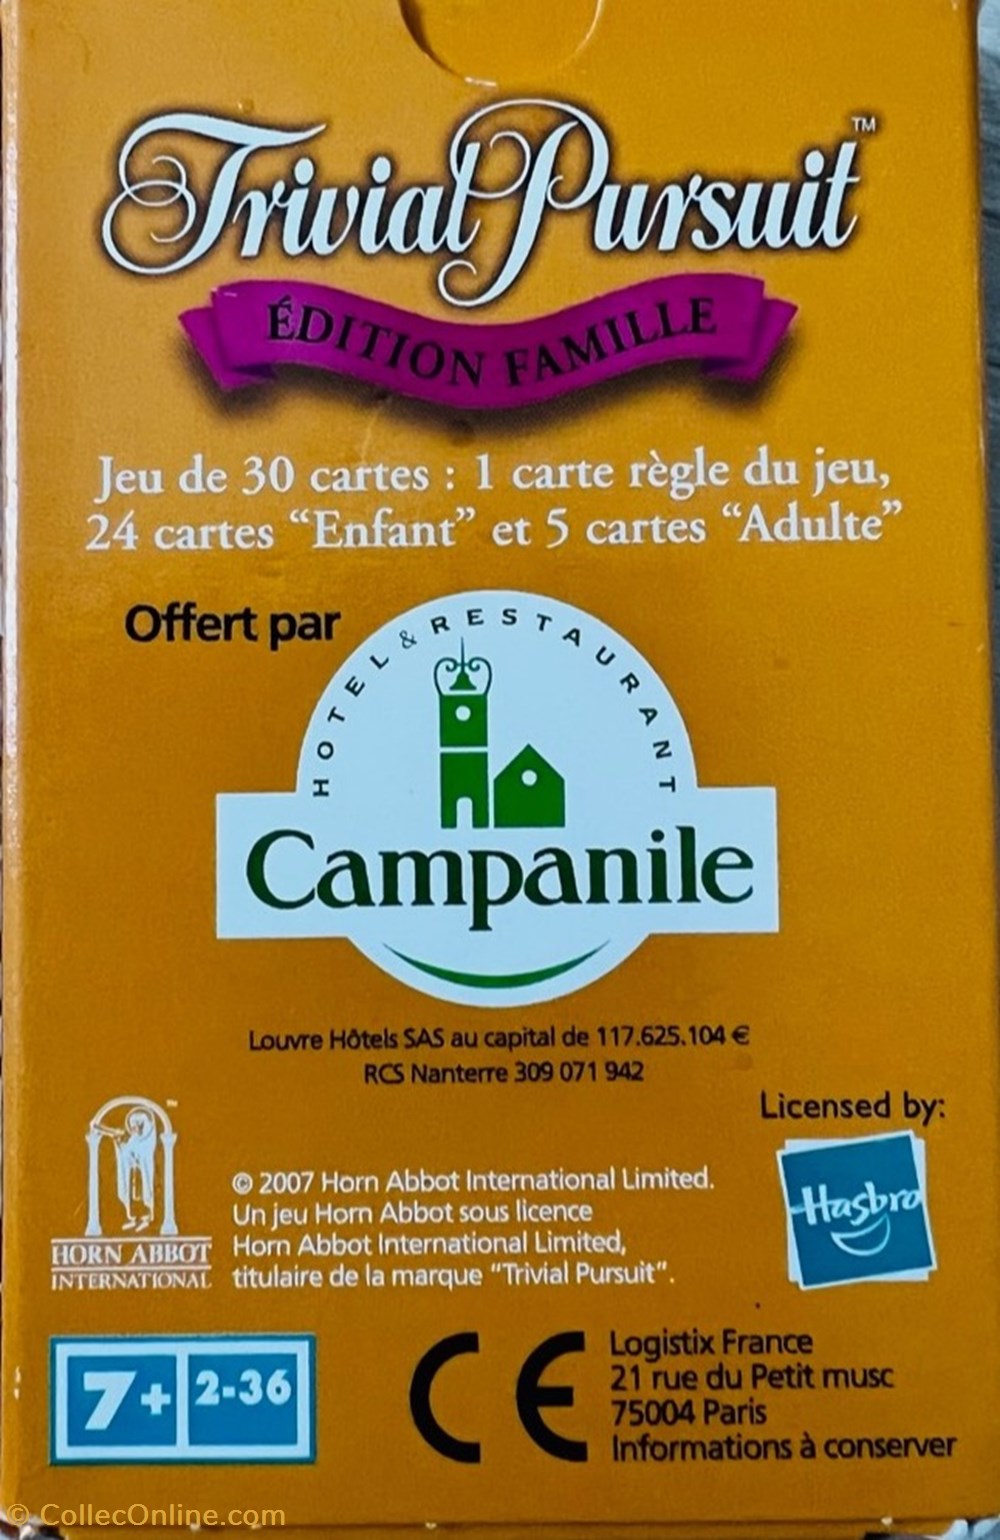 Trivial Pursuit™
ÉDITION FAMILLE
Jeu de 30 cartes : 1 carte règle du jeu,
24 cartes “Enfant” et 5 cartes “Adulte”
Offert par
HOTEL & RESTAURANT
Campanile
Louvre Hôtels SAS au capital de 117.625.104 €
RCS Nanterre 309 071 942
Licensed by:
Hasbro
HORN ABBOT
INTERNATIONAL
© 2007 Horn Abbot International Limited.
Un jeu Horn Abbot sous licence
Horn Abbot International Limited,
titulaire de la marque “Trivial Pursuit”.
7+
2-36
CE
Logistix France
21 rue du Petit musc
75004 Paris
Informations à conserver
© CollecOnline.com